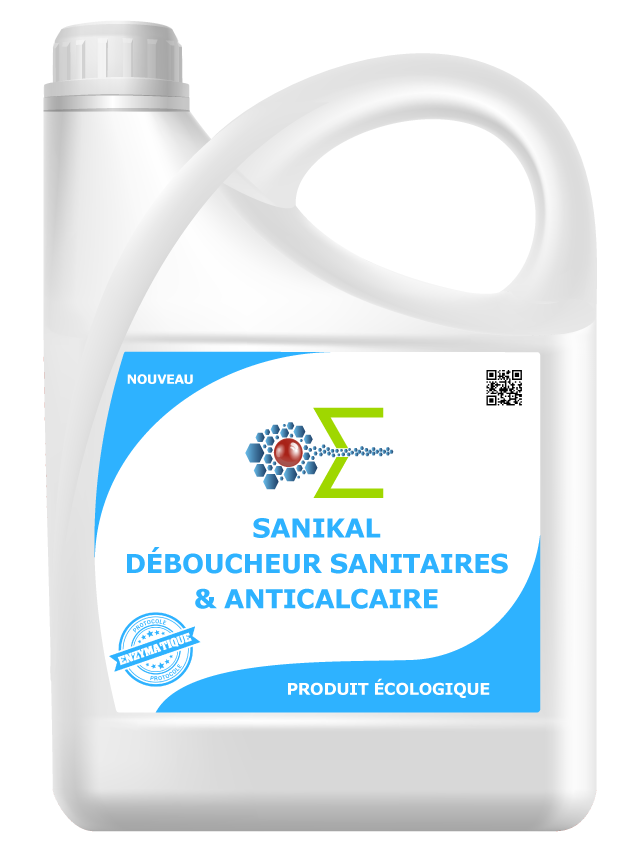 NOUVEAU
SANIKAL
DÉBOUCHEUR SANITAIRES
& ANTICALCAIRE
PROTOCOLE
ENZYMATIQUE
PROTOCOLE
PRODUIT ÉCOLOGIQUE